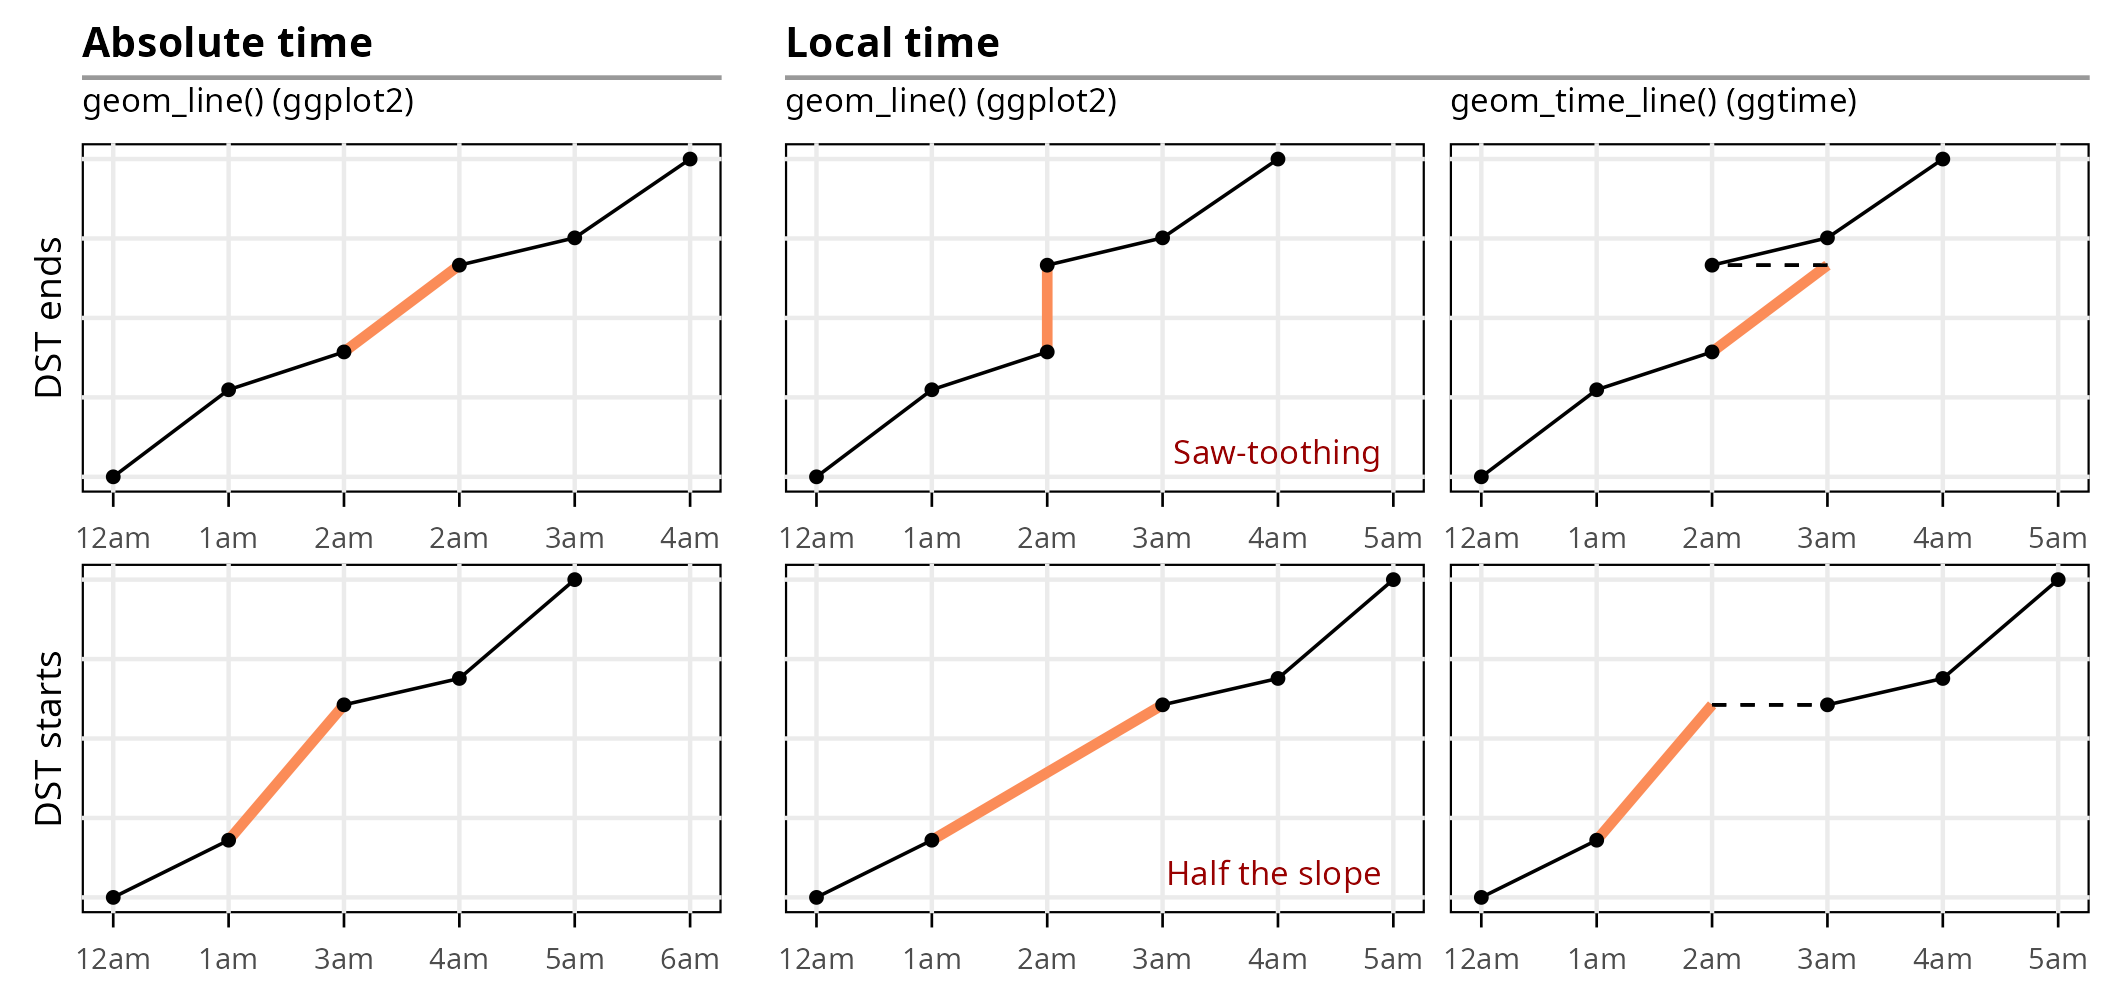 Absolute time
Local time
geom_line() (ggplot2)
geom_line() (ggplot2)
geom_time_line() (ggtime)
DST ends
Saw-toothing
12am 1am 2am 2am 3am 4am
12am 1am 2am 3am 4am 5am
12am 1am 2am 3am 4am 5am
DST starts
Half the slope
12am 1am 3am 4am 5am 6am
12am 1am 2am 3am 4am 5am
12am 1am 2am 3am 4am 5am